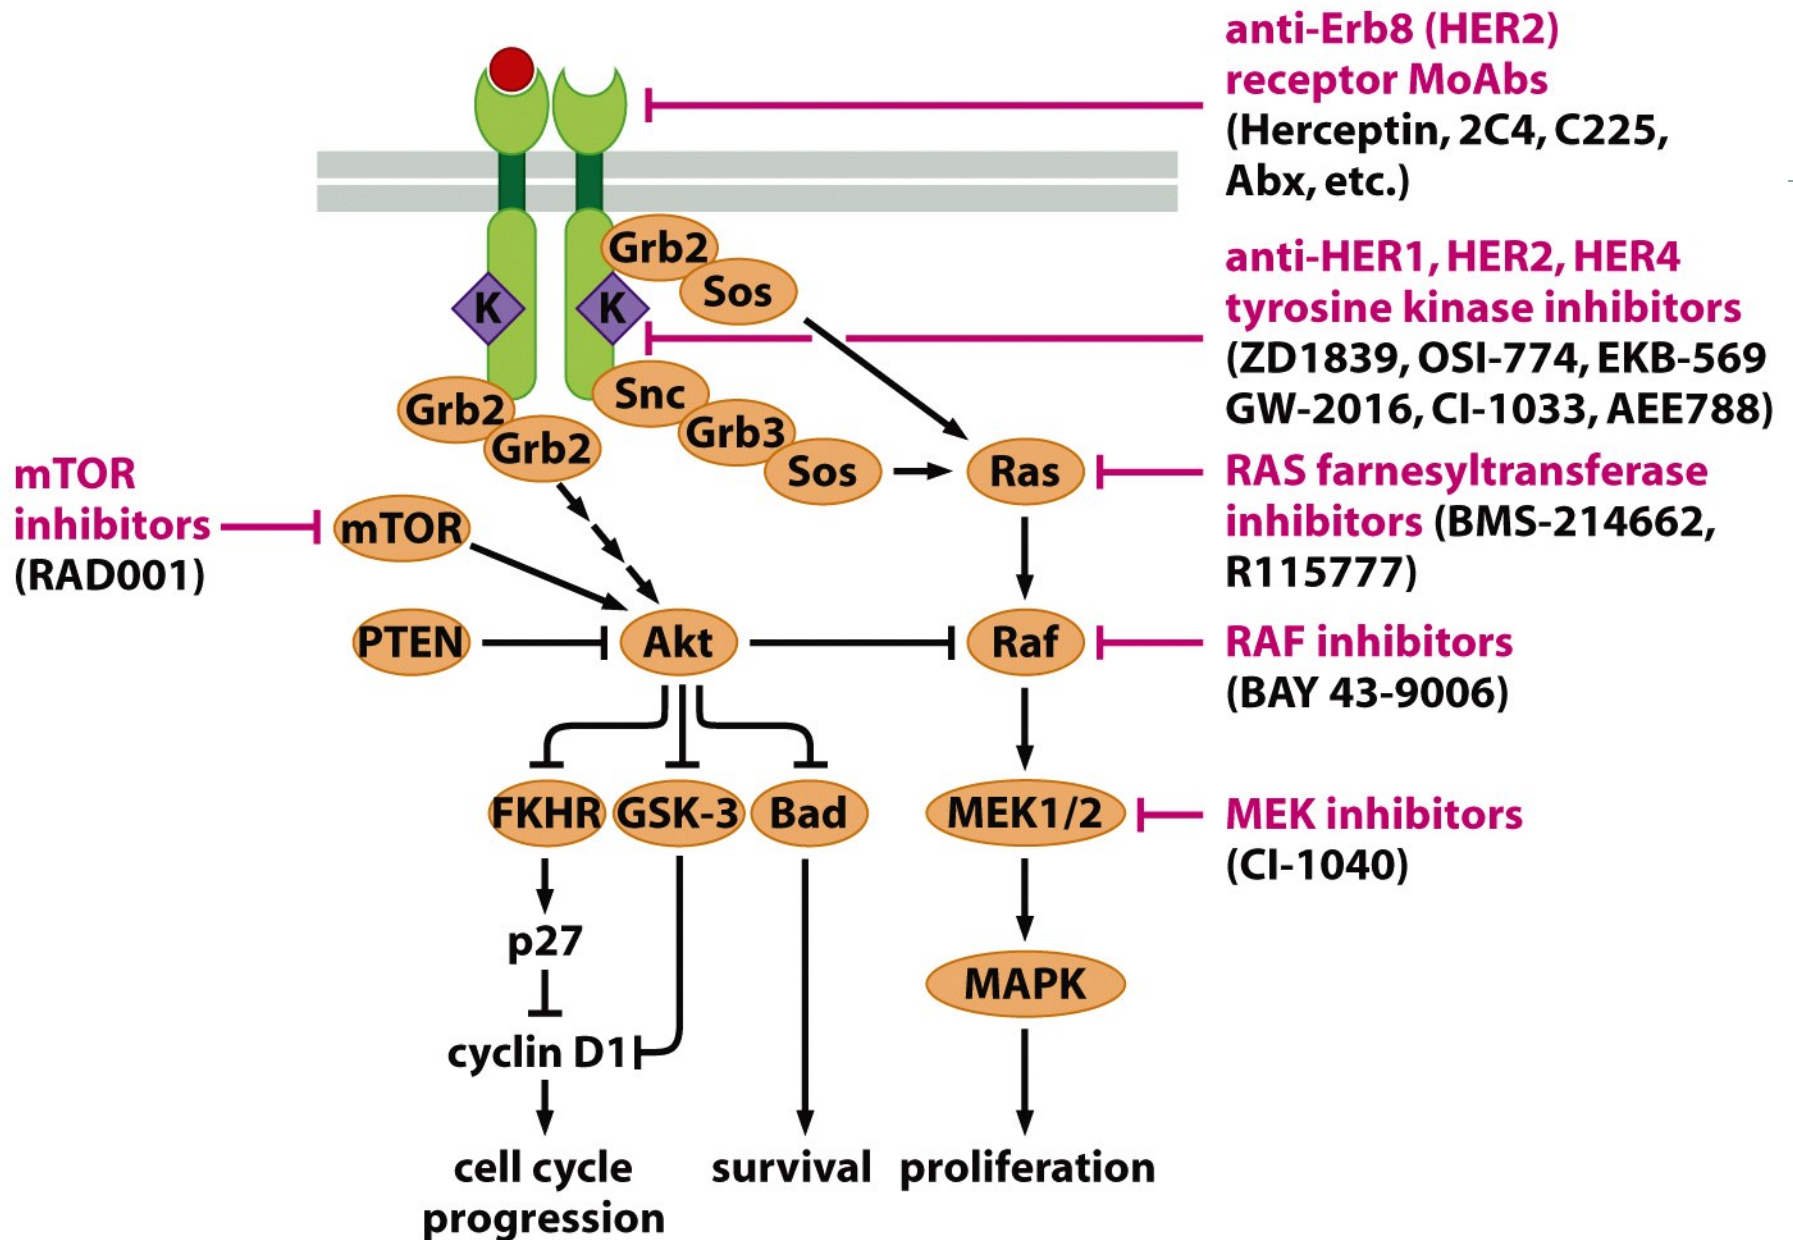 anti-Erb8 (HER2)
receptor MoAbs
(Herceptin, 2C4, C225,
Abx, etc.)
Grb2
Sos
K
K
anti-HER1, HER2, HER4
tyrosine kinase inhibitors
(ZD1839, OSI-774, EKB-569
GW-2016, CI-1033, AEE788)
Grb2
Grb2
Snc
Grb3
Sos
Ras
RAS farnesyltransferase
inhibitors (BMS-214662,
R115777)
mTOR
inhibitors
(RAD001)
mTOR
PTEN
Akt
Raf
RAF inhibitors
(BAY 43-9006)
FKHR
GSK-3
Bad
MEK1/2
MEK inhibitors
(CI-1040)
p27
MAPK
cyclin D1
cell cycle
progression
survival
proliferation